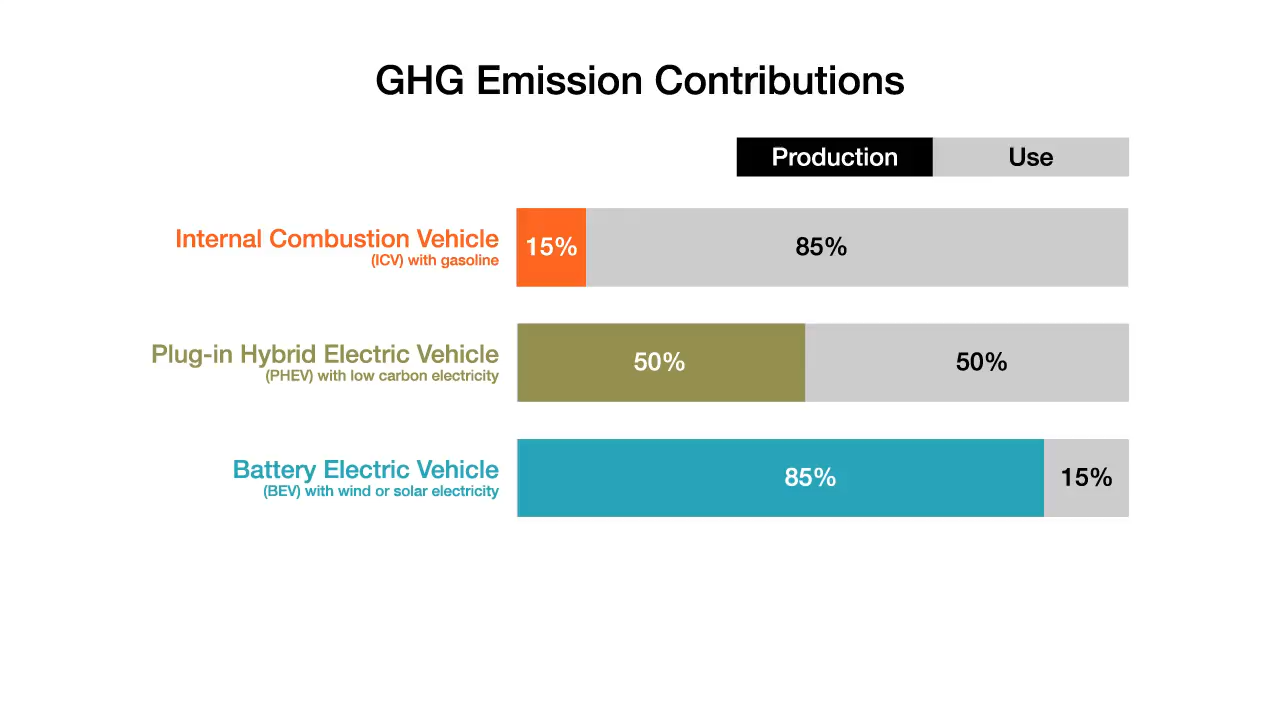 GHG Emission Contributions
Production Use
Internal Combustion Vehicle
(ICV) with gasoline
15% 85%
Plug-in Hybrid Electric Vehicle
(PHEV) with low carbon electricity
50% 50%
Battery Electric Vehicle
(BEV) with wind or solar electricity
85% 15%